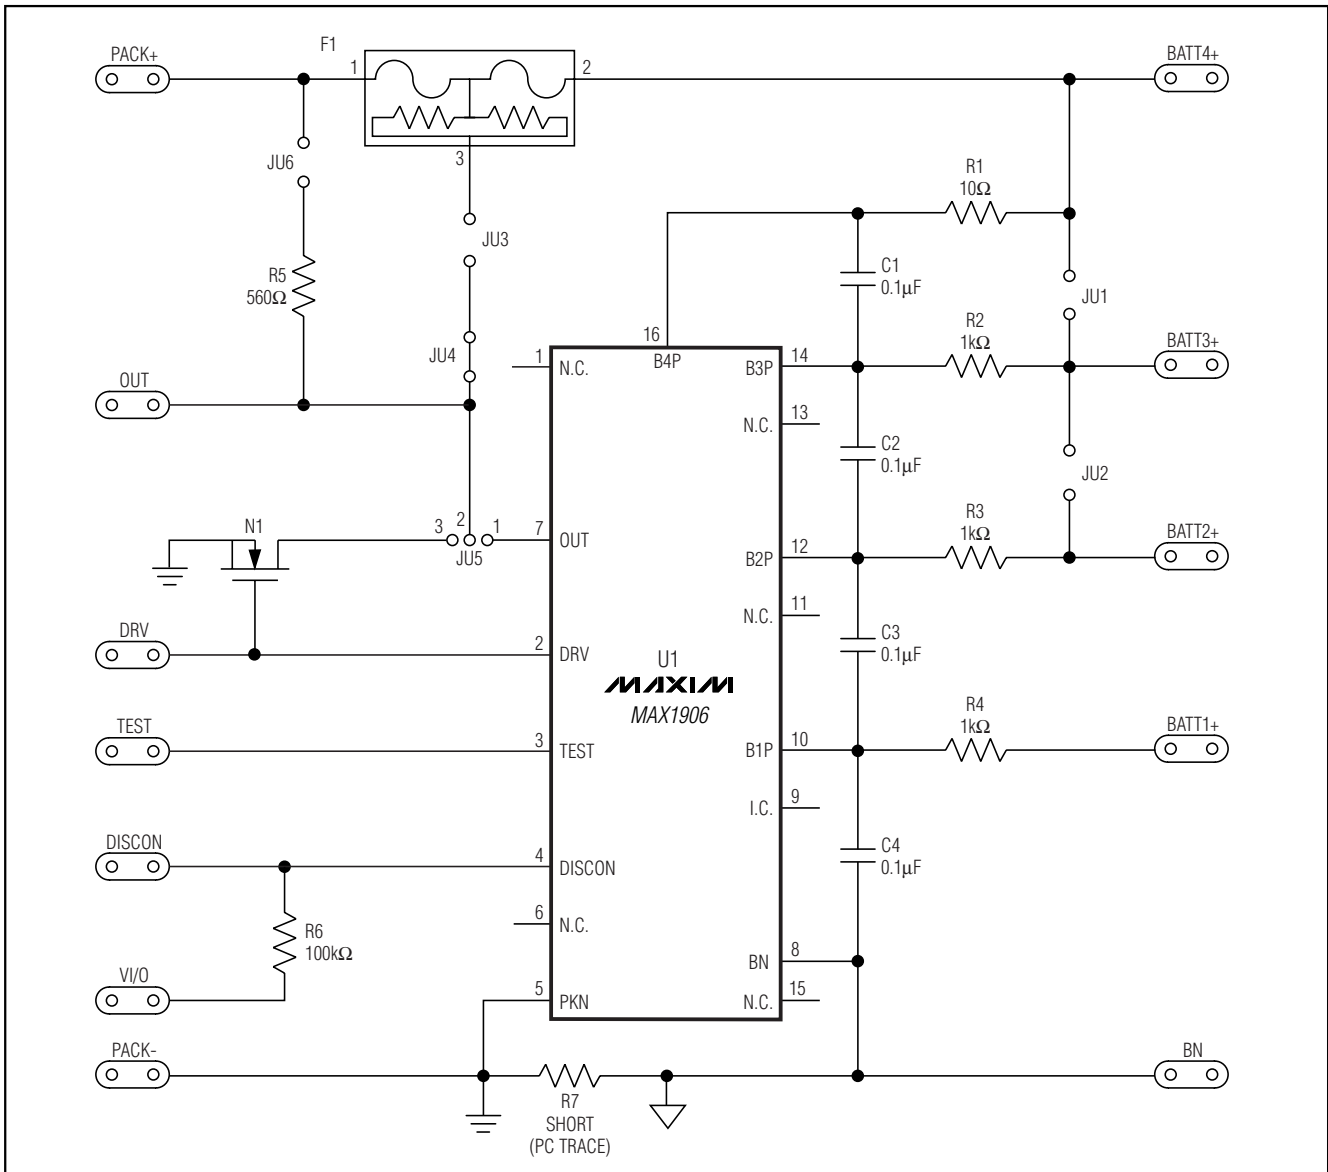 PACK+
F1
1
2
BATT4+
3
JU6
R1
10Ω
JU3
R5
560Ω
C1
0.1µF
JU1
R2
1kΩ
16
B4P
JU4
1
N.C.
B3P
14
BATT3+
OUT
N.C.
13
C2
0.1µF
JU2
N1
3
2
1
JU5
7
OUT
R3
1kΩ
B2P
12
BATT2+
N.C.
11
DRV
2
DRV
C3
0.1µF
U1
MAXIM
MAX1906
R4
1kΩ
TEST
3
TEST
B1P
10
BATT1+
I.C.
9
DISCON
4
DISCON
C4
0.1µF
6
N.C.
R6
100kΩ
BN
8
VI/O
5
PKN
N.C.
15
PACK-
BN
R7
SHORT
(PC TRACE)